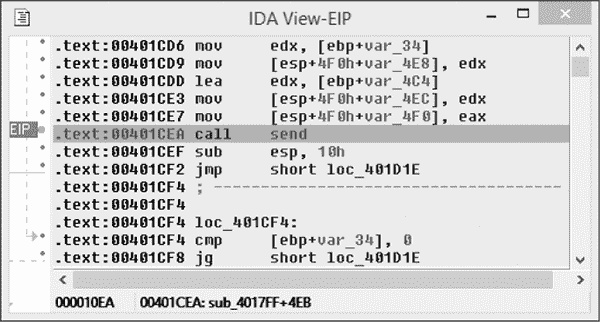 IDA View-EIP
.text:00401CD6 mov edx, [ebp+var_34]
.text:00401CD9 mov [esp+4F0h+var_4E8], edx
.text:00401CDD lea edx, [ebp+var_4C4]
.text:00401CE3 mov [esp+4F0h+var_4EC], edx
.text:00401CE7 mov [esp+4F0h+var_4F0], eax
EIP .text:00401CEA call send
.text:00401CEF sub esp, 10h
.text:00401CF2 jmp short loc_401D1E
.text:00401CF4 ; ---------------------------------------
.text:00401CF4
.text:00401CF4 loc_401CF4:
.text:00401CF4 cmp [ebp+var_34], 0
.text:00401CF8 jg short loc_401D1E
000010EA 00401CEA: sub_4017FF+4EB